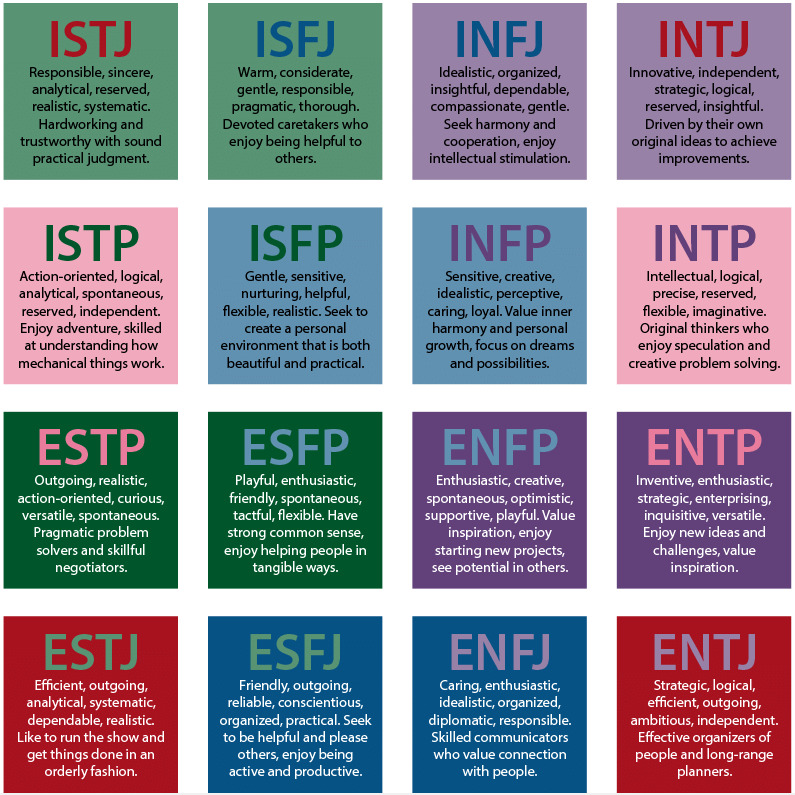 ISTJ
Responsible, sincere,
analytical, reserved,
realistic, systematic.
Hardworking and
trustworthy with sound
practical judgment.
ISFJ
Warm, considerate,
gentle, responsible,
pragmatic, thorough.
Devoted caretakers who
enjoy being helpful to
others.
INFJ
Idealistic, organized,
insightful, dependable,
compassionate, gentle.
Seek harmony and
cooperation, enjoy
intellectual stimulation.
INTJ
Innovative, independent,
strategic, logical,
reserved, insightful.
Driven by their own
original ideas to achieve
improvements.
ISTP
Action-oriented, logical,
analytical, spontaneous,
reserved, independent.
Enjoy adventure, skilled
at understanding how
mechanical things work.
ISFP
Gentle, sensitive,
nurturing, helpful,
flexible, realistic. Seek to
create a personal
environment that is both
beautiful and practical.
INFP
Sensitive, creative,
idealistic, perceptive,
caring, loyal. Value inner
harmony and personal
growth, focus on dreams
and possibilities.
INTP
Intellectual, logical,
precise, reserved,
flexible, imaginative.
Original thinkers who
enjoy speculation and
creative problem solving.
ESTP
Outgoing, realistic,
action-oriented, curious,
versatile, spontaneous.
Pragmatic problem
solvers and skillful
negotiators.
ESFP
Playful, enthusiastic,
friendly, spontaneous,
tactful, flexible. Have
strong common sense,
enjoy helping people in
tangible ways.
ENFP
Enthusiastic, creative,
spontaneous, optimistic,
supportive, playful. Value
inspiration, enjoy
starting new projects,
see potential in others.
ENTP
Inventive, enthusiastic,
strategic, enterprising,
inquisitive, versatile.
Enjoy new ideas and
challenges, value
inspiration.
ESTJ
Efficient, outgoing,
analytical, systematic,
dependable, realistic.
Like to run the show and
get things done in an
orderly fashion.
ESFJ
Friendly, outgoing,
reliable, conscientious,
organized, practical. Seek
to be helpful and please
others, enjoy being
active and productive.
ENFJ
Caring, enthusiastic,
idealistic, organized,
diplomatic, responsible.
Skilled communicators
who value connection
with people.
ENTJ
Strategic, logical,
efficient, outgoing,
ambitious, independent.
Effective organizers of
people and long-range
planners.